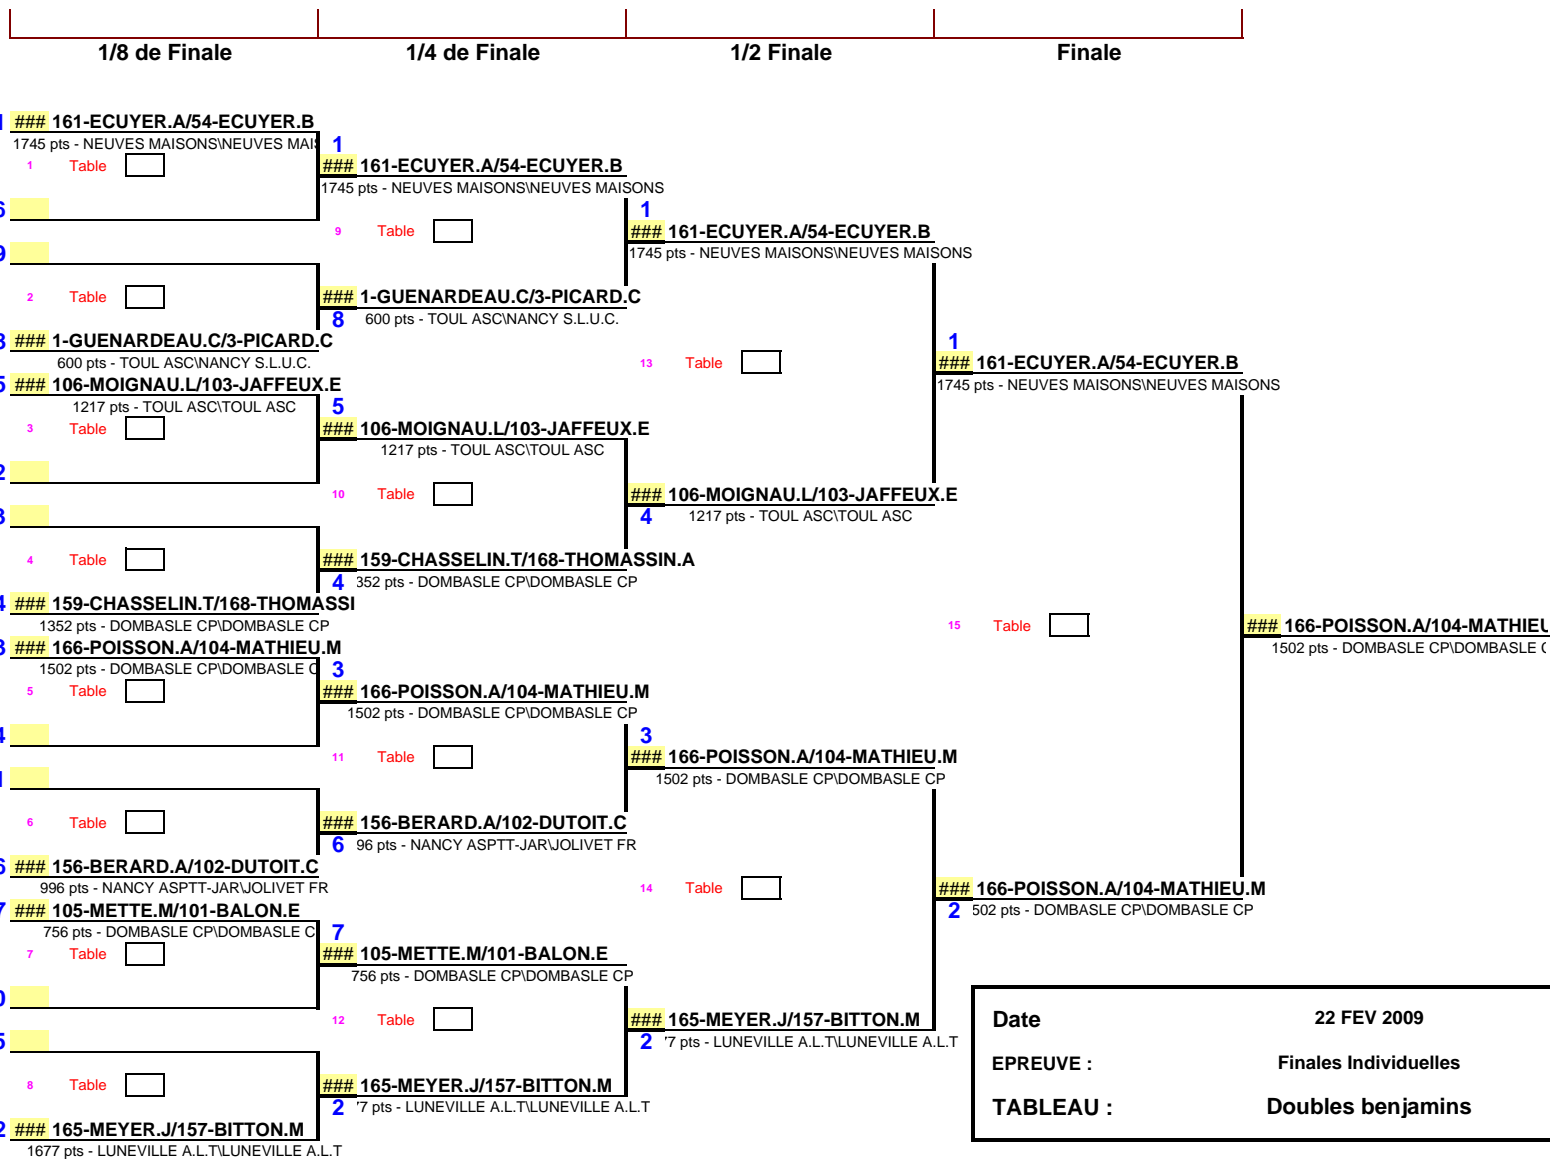 1/8 de Finale 1/4 de Finale 1/2 Finale Finale
### 161-ECUYER.A/54-ECUYER.B
1745 pts - NEUVES MAISONS\NEUVES MAIS
1 Table
2 Table
### 1-GUENARDEAU.C/3-PICARD.C
600 pts - TOUL ASC\NANCY S.L.U.C.
### 106-MOIGNAU.L/103-JAFFEUX.E
1217 pts - TOUL ASC\TOUL ASC
3 Table
4 Table
### 159-CHASSELIN.T/168-THOMASSI
1352 pts - DOMBASLE CP\DOMBASLE CP
### 166-POISSON.A/104-MATHIEU.M
1502 pts - DOMBASLE CP\DOMBASLE C
5 Table
6 Table
### 156-BERARD.A/102-DUTOIT.C
996 pts - NANCY ASPTT-JAR\JOLIVET FR
### 105-METTE.M/101-BALON.E
756 pts - DOMBASLE CP\DOMBASLE C
7 Table
8 Table
### 165-MEYER.J/157-BITTON.M
1677 pts - LUNEVILLE A.L.T\LUNEVILLE A.L.T
1
### 161-ECUYER.A/54-ECUYER.B
1745 pts - NEUVES MAISONS\NEUVES MAISONS
9 Table
### 1-GUENARDEAU.C/3-PICARD.C
8 600 pts - TOUL ASC\NANCY S.L.U.C.
5
### 106-MOIGNAU.L/103-JAFFEUX.E
1217 pts - TOUL ASC\TOUL ASC
10 Table
### 159-CHASSELIN.T/168-THOMASSIN.A
4 352 pts - DOMBASLE CP\DOMBASLE CP
3
### 166-POISSON.A/104-MATHIEU.M
1502 pts - DOMBASLE CP\DOMBASLE CP
11 Table
### 156-BERARD.A/102-DUTOIT.C
6 96 pts - NANCY ASPTT-JAR\JOLIVET FR
7
### 105-METTE.M/101-BALON.E
756 pts - DOMBASLE CP\DOMBASLE CP
12 Table
### 165-MEYER.J/157-BITTON.M
2 7 pts - LUNEVILLE A.L.T\LUNEVILLE A.L.T
1
### 161-ECUYER.A/54-ECUYER.B
1745 pts - NEUVES MAISONS\NEUVES MAISONS
13 Table
### 106-MOIGNAU.L/103-JAFFEUX.E
4 1217 pts - TOUL ASC\TOUL ASC
3
### 166-POISSON.A/104-MATHIEU.M
1502 pts - DOMBASLE CP\DOMBASLE CP
14 Table
### 165-MEYER.J/157-BITTON.M
2 7 pts - LUNEVILLE A.L.T\LUNEVILLE A.L.T
1
### 161-ECUYER.A/54-ECUYER.B
1745 pts - NEUVES MAISONS\NEUVES MAISONS
15 Table
### 166-POISSON.A/104-MATHIEU.M
2 502 pts - DOMBASLE CP\DOMBASLE CP
### 166-POISSON.A/104-MATHIEU
1502 pts - DOMBASLE CP\DOMBASLE
Date 22 FEV 2009
EPREUVE : Finales Individuelles
TABLEAU : Doubles benjamins